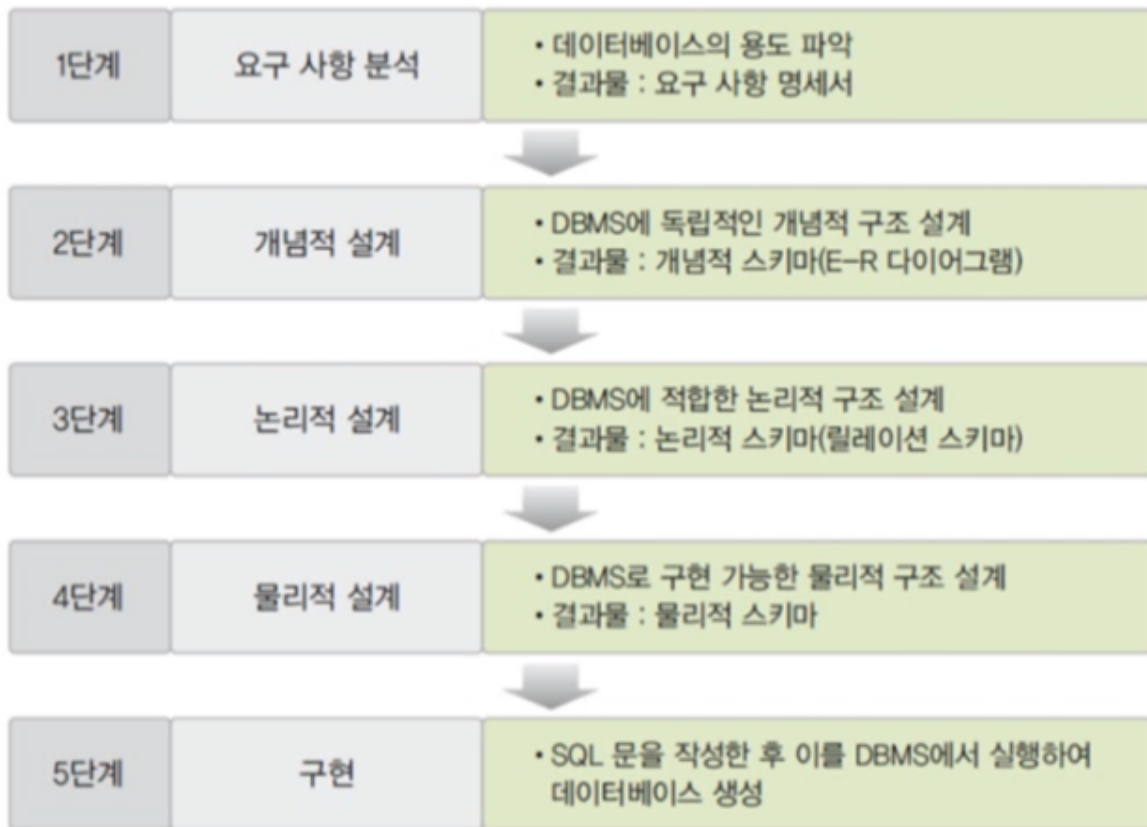 1단계
요구 사항 분석
• 데이터베이스의 용도 파악
• 결과물 : 요구 사항 명세서
2단계
개념적 설계
• DBMS에 독립적인 개념적 구조 설계
• 결과물 : 개념적 스키마(E-R 다이어그램)
3단계
논리적 설계
• DBMS에 적합한 논리적 구조 설계
• 결과물 : 논리적 스키마(릴레이션 스키마)
4단계
물리적 설계
• DBMS로 구현 가능한 물리적 구조 설계
• 결과물 : 물리적 스키마
5단계
구현
• SQL 문을 작성한 후 이를 DBMS에서 실행하여
데이터베이스 생성